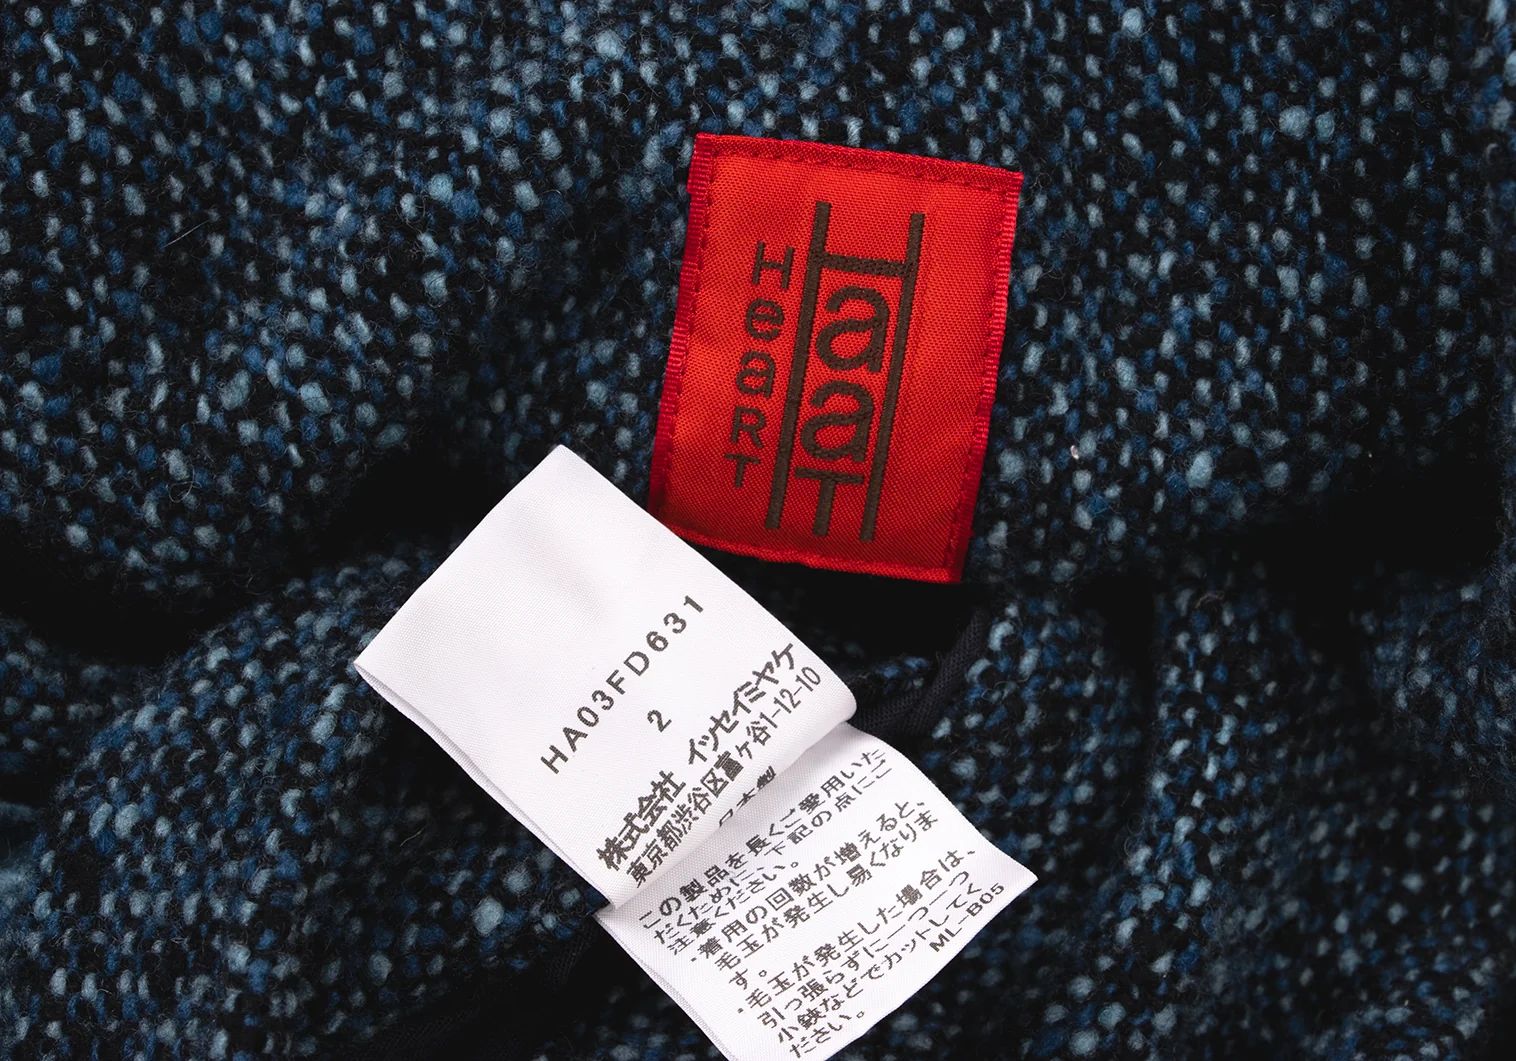 HaaT
HeaRT
HA03FD631
2
株式会社 イッセイミヤケ
東京都渋谷区富ヶ谷1-12-10
日本製
この製品を長くご愛用いた
だくために、下記の点にご
注意ください。
・着用の回数が増えると、
毛玉が発生し易くなりま
す。
・毛玉が発生した場合は、
引っ張らずに一つ一つ
小鋏などでカットしてく
ださい。
ML-B05